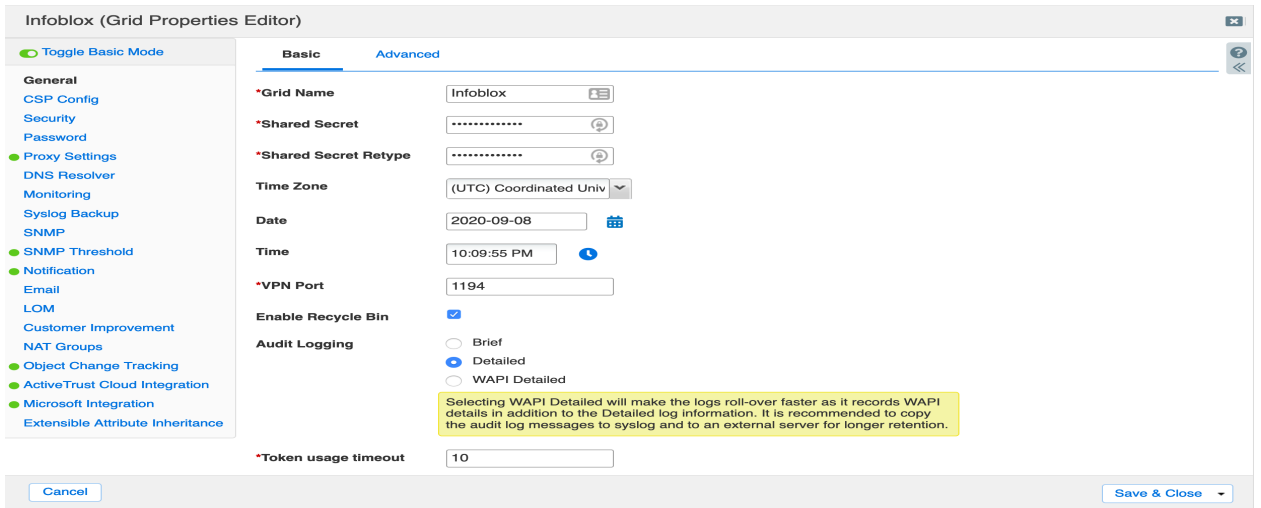 Infoblox (Grid Properties Editor)
Toggle Basic Mode
General
CSP Config
Security
Password
Proxy Settings
DNS Resolver
Monitoring
Syslog Backup
SNMP
SNMP Threshold
Notification
Email
LOM
Customer Improvement
NAT Groups
Object Change Tracking
ActiveTrust Cloud Integration
Microsoft Integration
Extensible Attribute Inheritance
Basic Advanced
*Grid Name Infoblox
*Shared Secret •••••••••••••
*Shared Secret Retype •••••••••••••
Time Zone (UTC) Coordinated Univ
Date 2020-09-08
Time 10:09:55 PM
*VPN Port 1194
Enable Recycle Bin
Audit Logging Brief
Detailed
WAPI Detailed
Selecting WAPI Detailed will make the logs roll-over faster as it records WAPI
details in addition to the Detailed log information. It is recommended to copy
the audit log messages to syslog and to an external server for longer retention.
*Token usage timeout 10
Cancel Save & Close